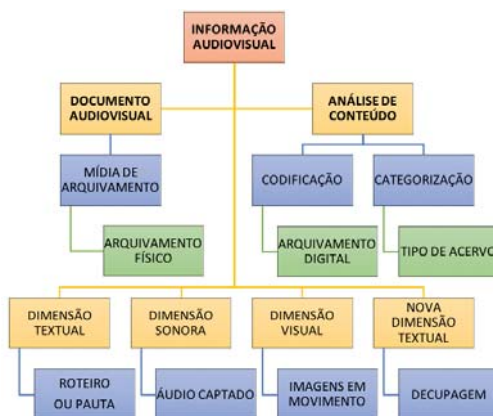 INFORMAÇÃO
AUDIOVISUAL
DOCUMENTO
AUDIOVISUAL
ANÁLISE DE
CONTEÚDO
MÍDIA DE
ARQUIVAMENTO
CODIFICAÇÃO
CATEGORIZAÇÃO
ARQUIVAMENTO
FÍSICO
ARQUIVAMENTO
DIGITAL
TIPO DE ACERVO
DIMENSÃO
TEXTUAL
DIMENSÃO
SONORA
DIMENSÃO
VISUAL
NOVA
DIMENSÃO
TEXTUAL
ROTEIRO
OU PAUTA
ÁUDIO CAPTADO
IMAGENS EM
MOVIMENTO
DECUPAGEM